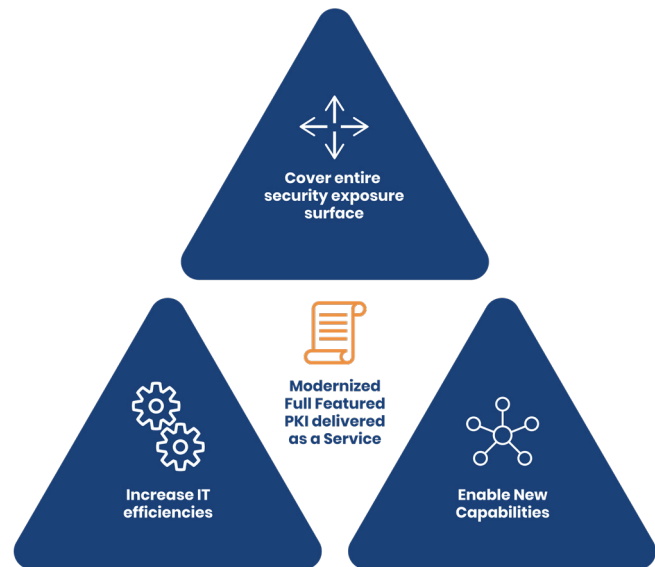 Cover entire
security exposure
surface
Modernized
Full Featured
PKI delivered
as a Service
Increase IT
efficiencies
Enable New
Capabilities